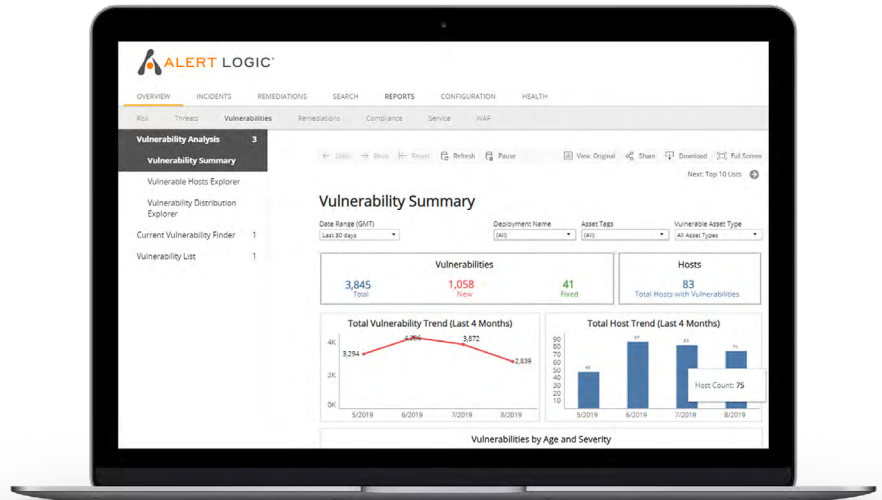 ALERT LOGIC
OVERVIEW INCIDENTS REMEDIATIONS SEARCH REPORTS CONFIGURATION HEALTH
Risk Threats Vulnerabilities Remediations Compliance Service WAF
Vulnerability Analysis 3
Vulnerability Summary
Vulnerable Hosts Explorer
Vulnerability Distribution
Explorer
Current Vulnerability Finder 1
Vulnerability List 1
Undo Redo Revert Refresh Pause View: Original Share Download Full Screen
Next: Top 10 Lists
Vulnerability Summary
Date Range (GMT) Deployment Name Asset Tags Vulnerable Asset Type
Last 30 days (All) (All) All Asset Types
Vulnerabilities
3,845 1,058 41
Total New Fixed
Hosts
83
Total Hosts with Vulnerabilities
Total Vulnerability Trend (Last 4 Months)
4K
2K
0K
3,294 3,872 2,839
5/2019 6/2019 7/2019 8/2019
Total Host Trend (Last 4 Months)
90
80
70
60
50
40
30
20
10
87 75
Host Count: 75
5/2019 6/2019 7/2019 8/2019
Vulnerabilities by Age and Severity